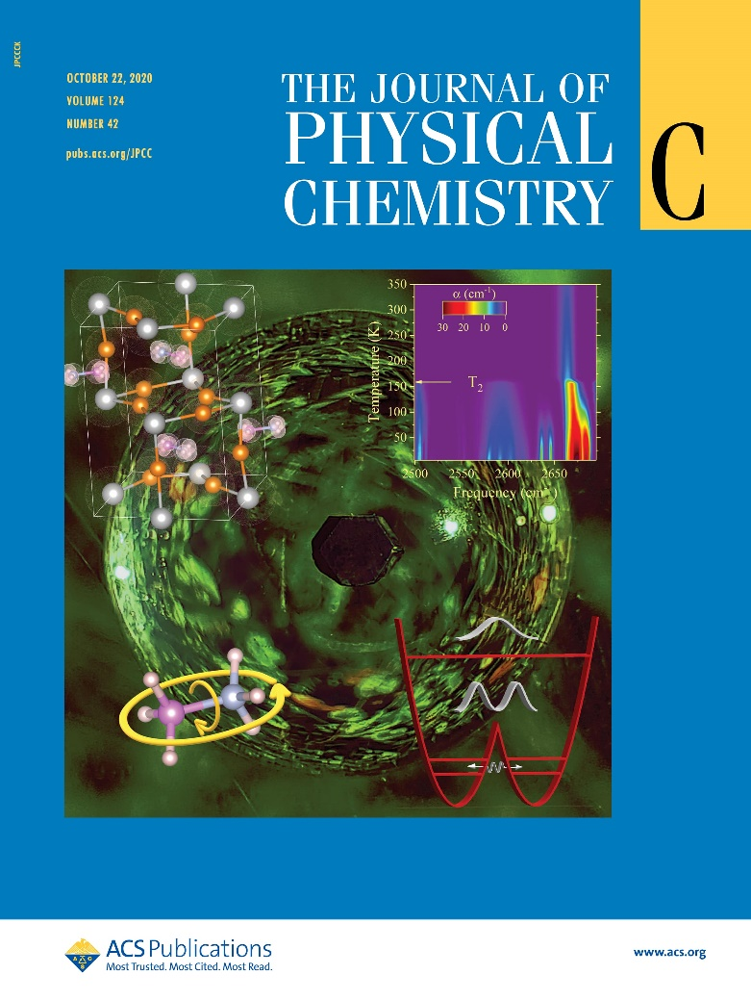 JPCCCK
OCTOBER 22, 2020
VOLUME 124
NUMBER 42
pubs.acs.org/JPCC
THE JOURNAL OF
PHYSICAL
CHEMISTRY
C
α (cm⁻¹)
30 20 10 0
350
300
250
200
150
100
50
Temperature (K)
T₂
2500 2550 2600 2650
Frequency (cm⁻¹)
ACS Publications
Most Trusted. Most Cited. Most Read.
www.acs.org